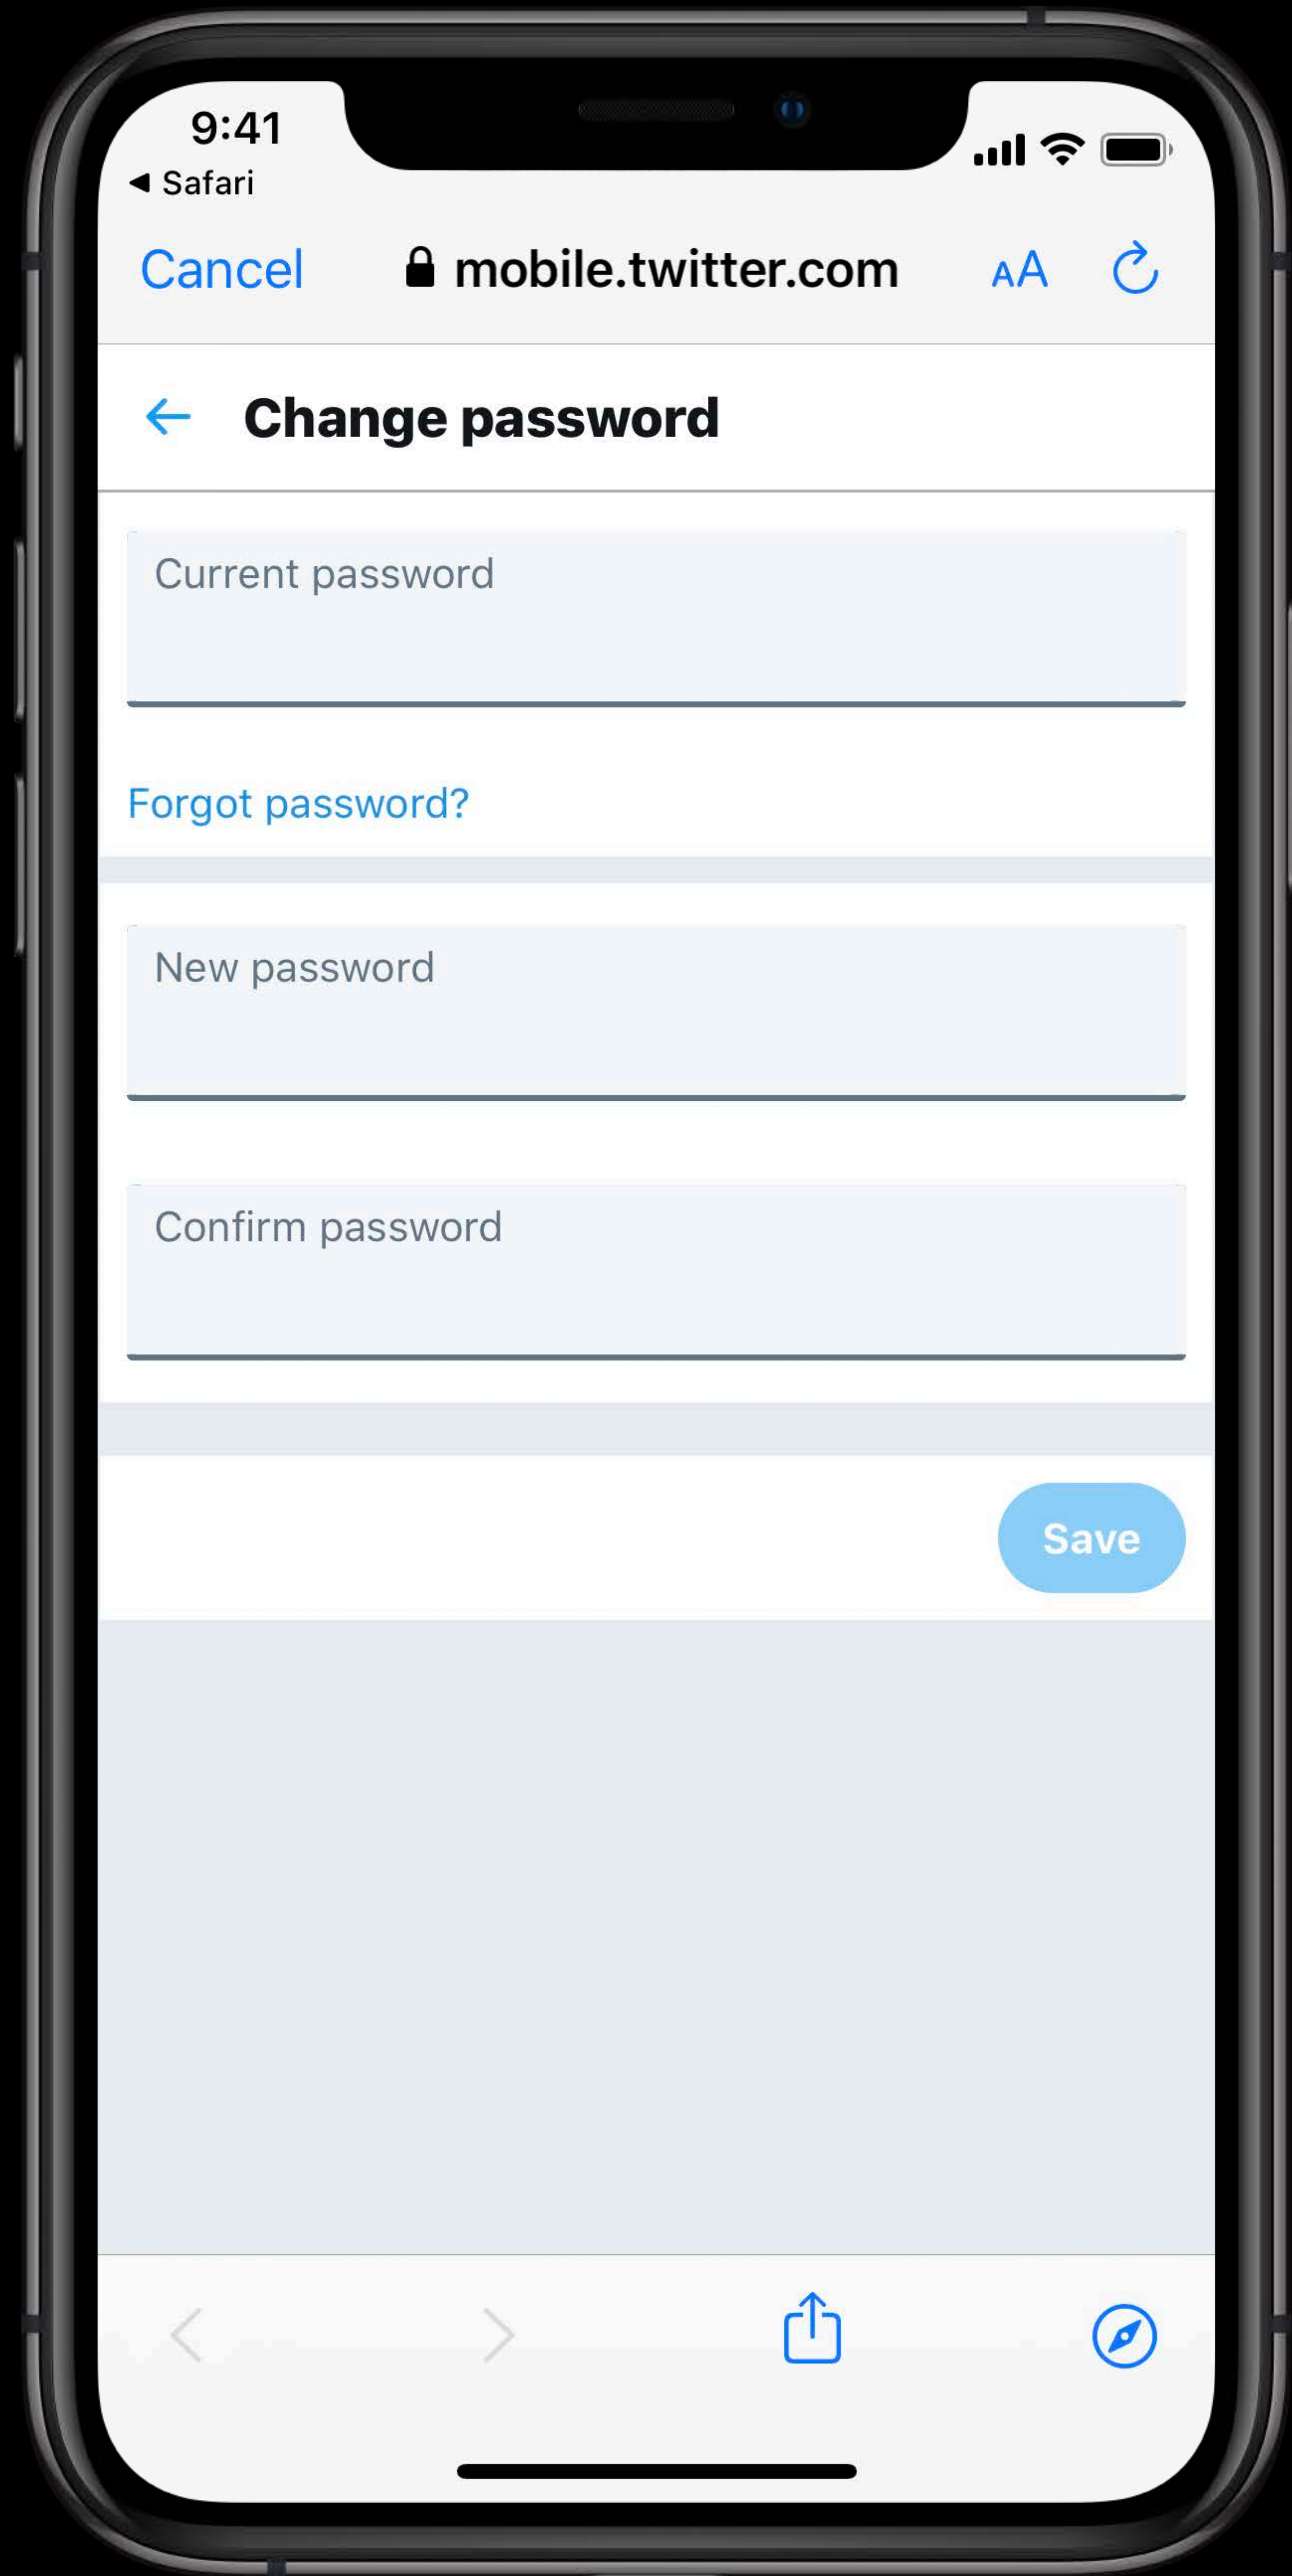 9:41
◀ Safari
Cancel mobile.twitter.com AA
Change password
Current password
Forgot password?
New password
Confirm password
Save